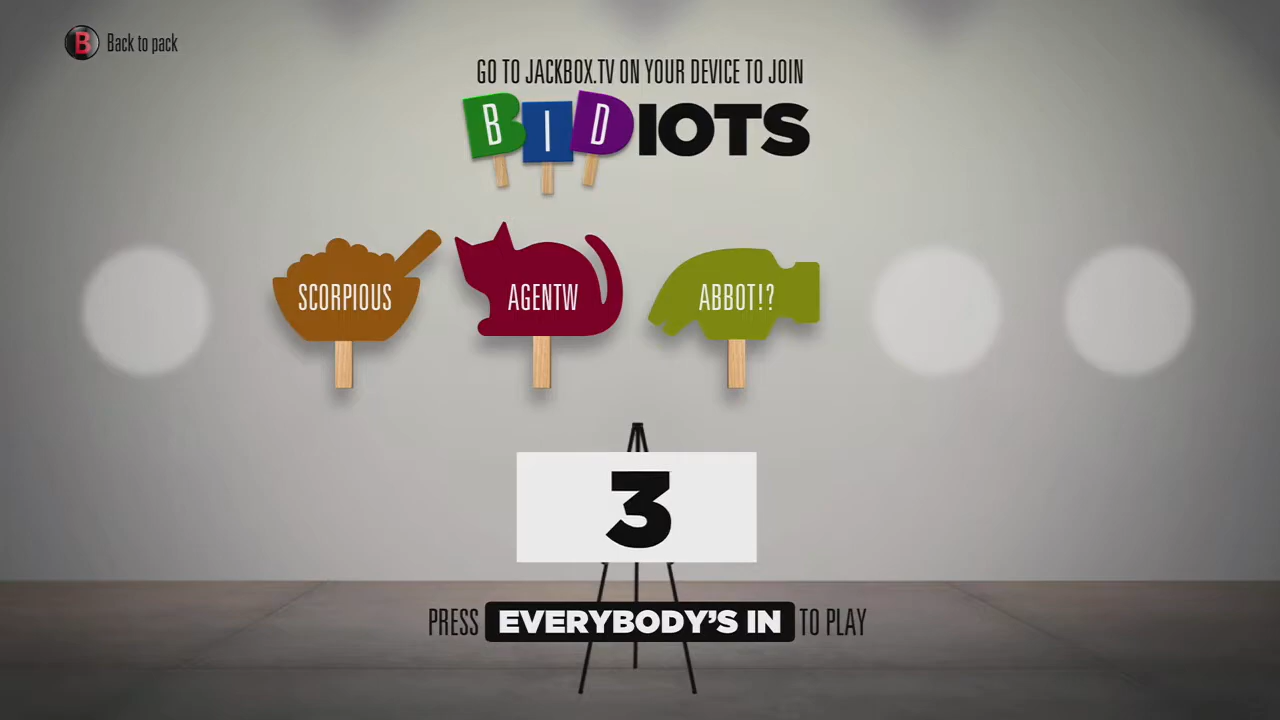 B Back to pack
GO TO JACKBOX.TV ON YOUR DEVICE TO JOIN
BIDIOTS
SCORPIOUS
AGENTW
ABBOT!?
3
PRESS EVERYBODY'S IN TO PLAY